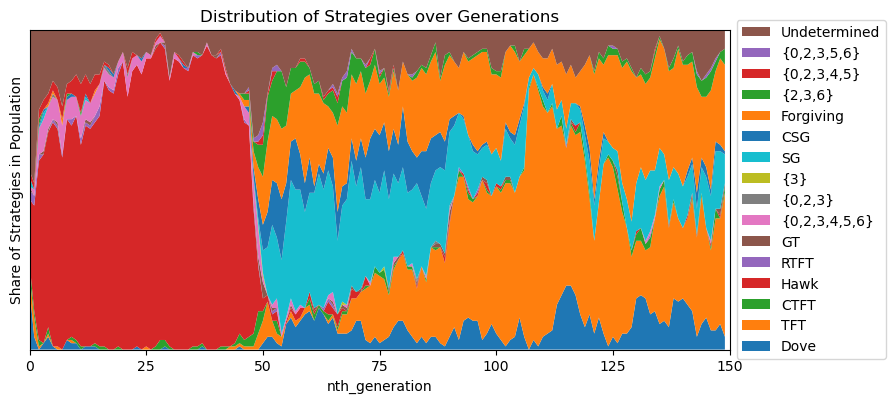 Distribution of Strategies over Generations
Share of Strategies in Population
0
25
50
75
100
125
150
nth_generation
Undetermined
{0,2,3,5,6}
{0,2,3,4,5}
{2,3,6}
Forgiving
CSG
SG
{3}
{0,2,3}
{0,2,3,4,5,6}
GT
RTFT
Hawk
CTFT
TFT
Dove